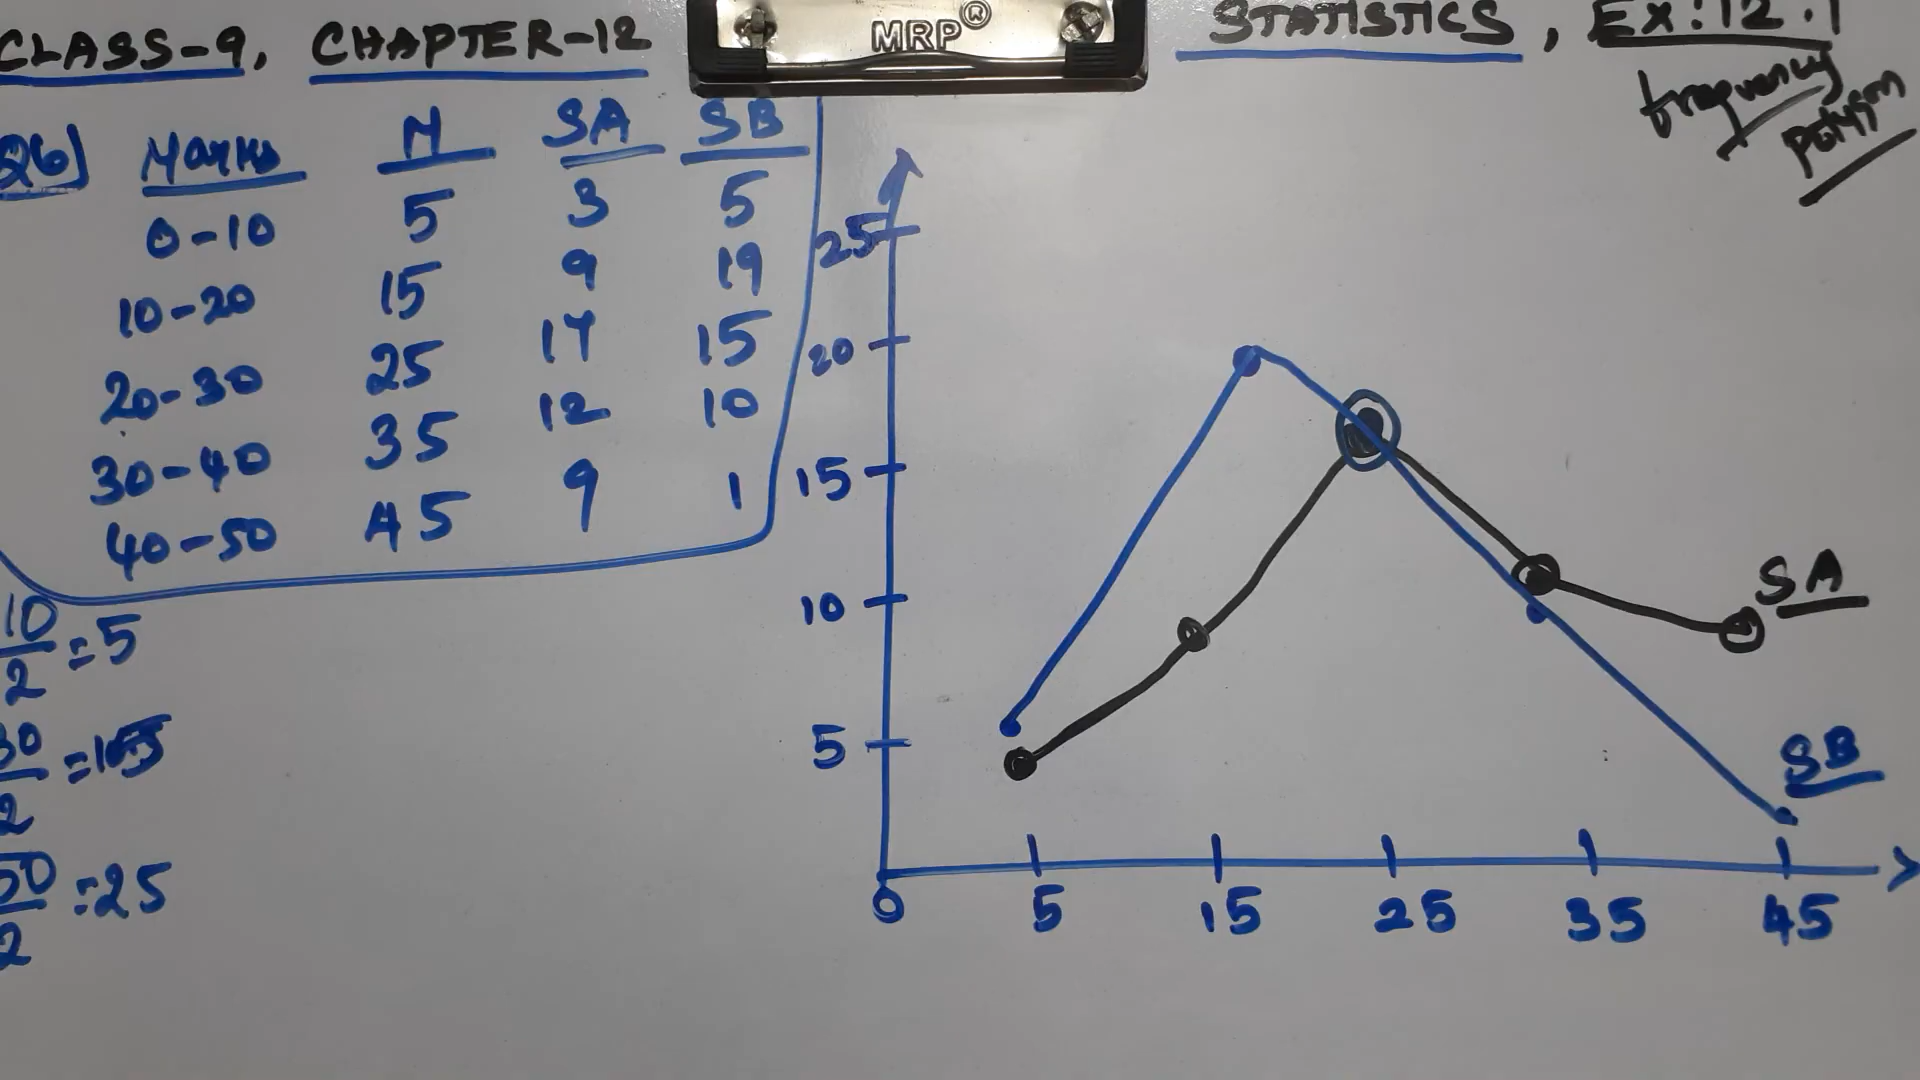 CLASS-9, CHAPTER-12
MRP®
STATISTICS, EX:12.1
frequency
polygon
Q6] Marks M SA SB
0-10 5 3 5
10-20 15 9 19
20-30 25 17 15
30-40 35 12 10
40-50 45 9 1
10/2 = 5
30/2 = 15
50/2 = 25
25
20
15
10
5
0 5 15 25 35 45
SA
SB